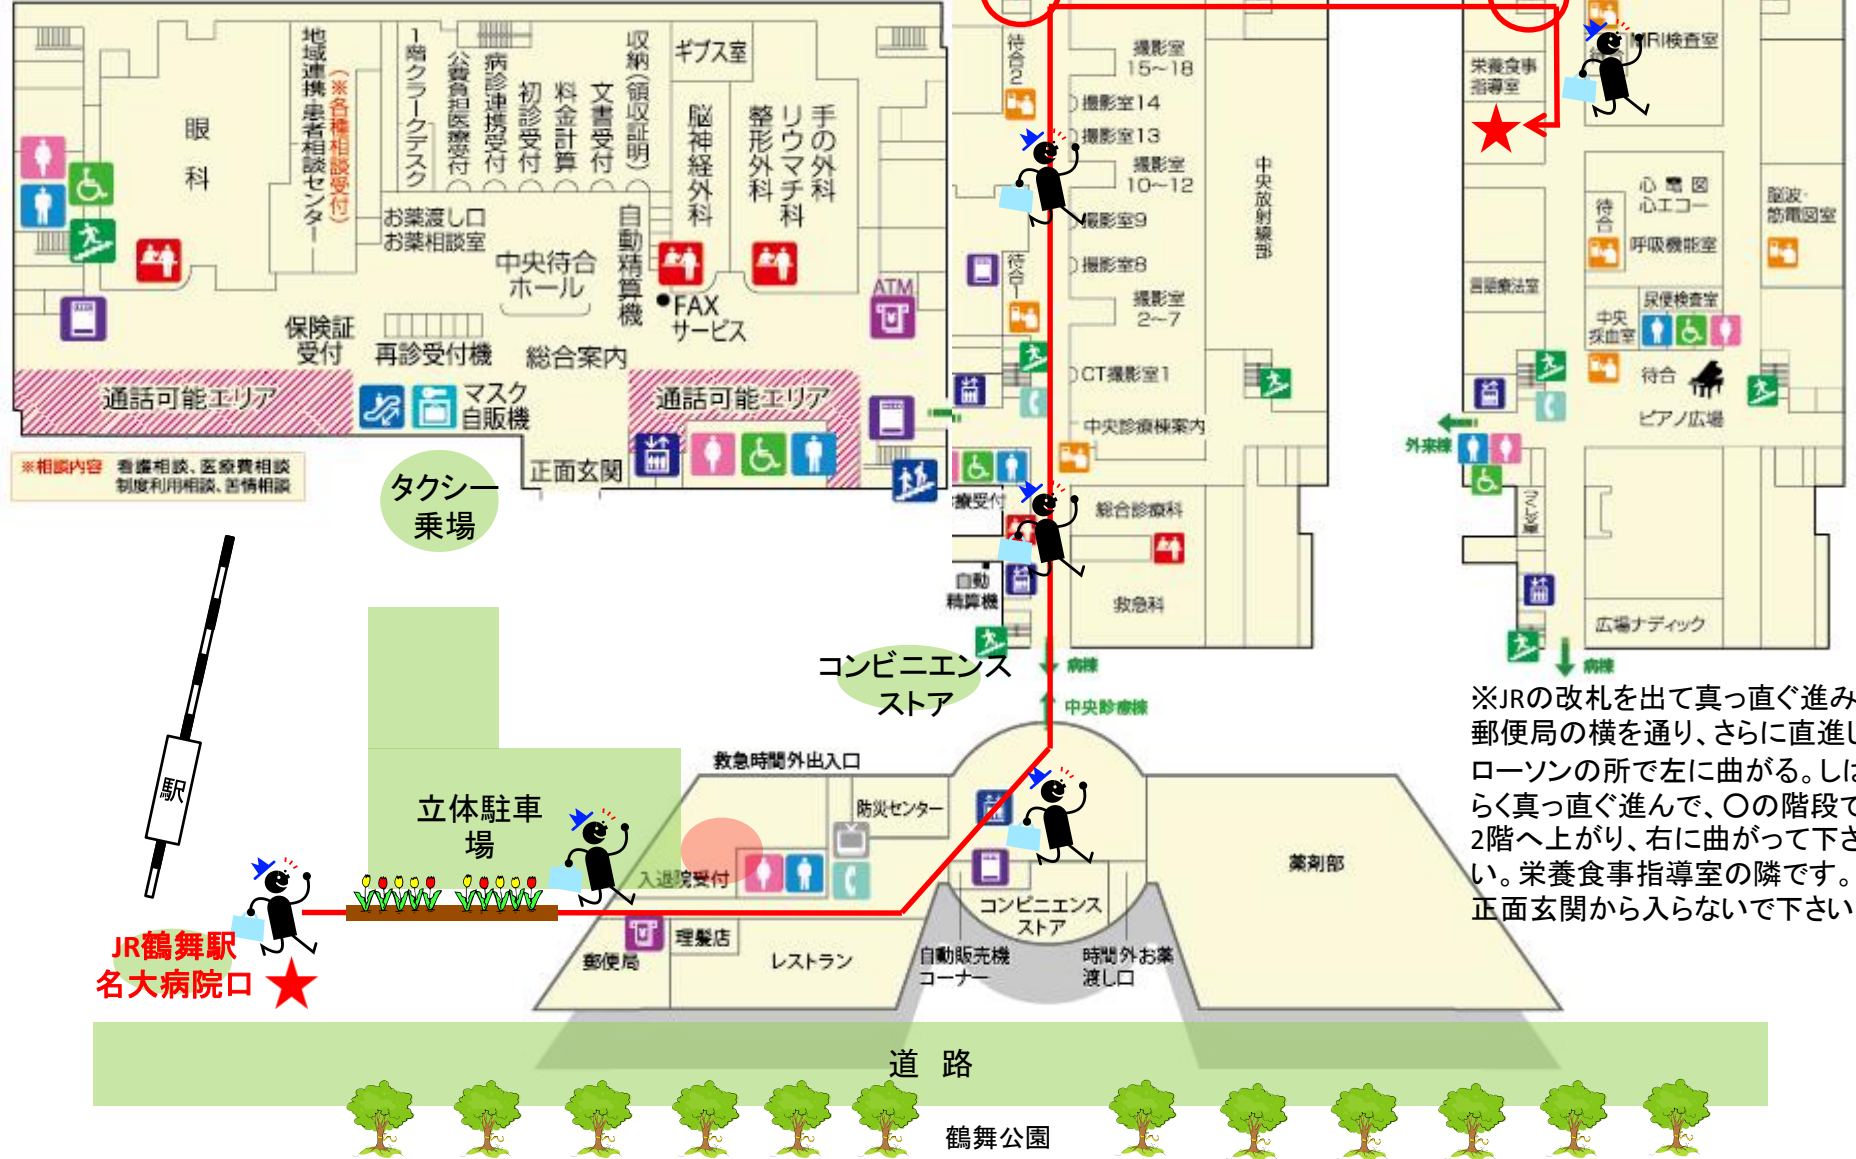 地域連携・患者相談センター
(※各種相談受付)
1階クラークデスク
公費負担医療受付
病診連携受付
初診受付
料金計算
文書受付
収納(領収証明)
ギプス室
眼科
脳神経外科
整形外科
リウマチ科
手の外科
お薬渡し口
お薬相談室
中央待合
ホール
自動精算機
FAX
サービス
ATM
保険証
受付
再診受付機
総合案内
通話可能エリア
マスク
自販機
通話可能エリア
正面玄関
※相談内容 看護相談、医療費相談
制度利用相談、苦情相談
タクシー
乗場
待合2
撮影室
15~18
撮影室14
撮影室13
撮影室
10~12
撮影室9
待合1
撮影室8
撮影室
2~7
CT撮影室1
中央放射線部
中央診療棟案内
療受付
総合診療科
自動
精算機
救急科
病棟
中央診療棟
MRI検査室
栄養食事
指導室
心電図
心エコー
待合
呼吸機能室
脳波・
筋電図室
言語療法室
尿便検査室
中央
採血室
待合
ピアノ広場
外来棟
広場ナディック
病棟
コンビニエンス
ストア
駅
立体駐車
場
JR鶴舞駅
名大病院口
救急時間外出入口
防災センター
入退院受付
郵便局
理髪店
レストラン
コンビニエンス
ストア
自動販売機
コーナー
時間外お薬
渡し口
薬剤部
※JRの改札を出て真っ直ぐ進み
郵便局の横を通り、さらに直進し
ローソンの所で左に曲がる。しば
らく真っ直ぐ進んで、〇の階段で
2階へ上がり、右に曲がって下さ
い。栄養食事指導室の隣です。
正面玄関から入らないで下さい
道 路
鶴舞公園